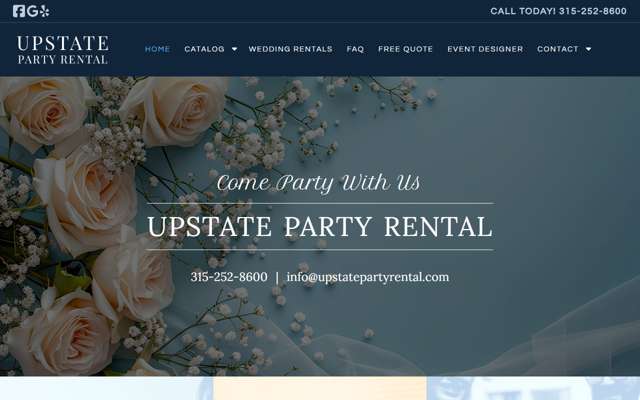 CALL TODAY! 315-252-8600
UPSTATE
PARTY RENTAL
HOME CATALOG WEDDING RENTALS FAQ FREE QUOTE EVENT DESIGNER CONTACT
Come Party With Us
UPSTATE PARTY RENTAL
315-252-8600 | info@upstatepartyrental.com